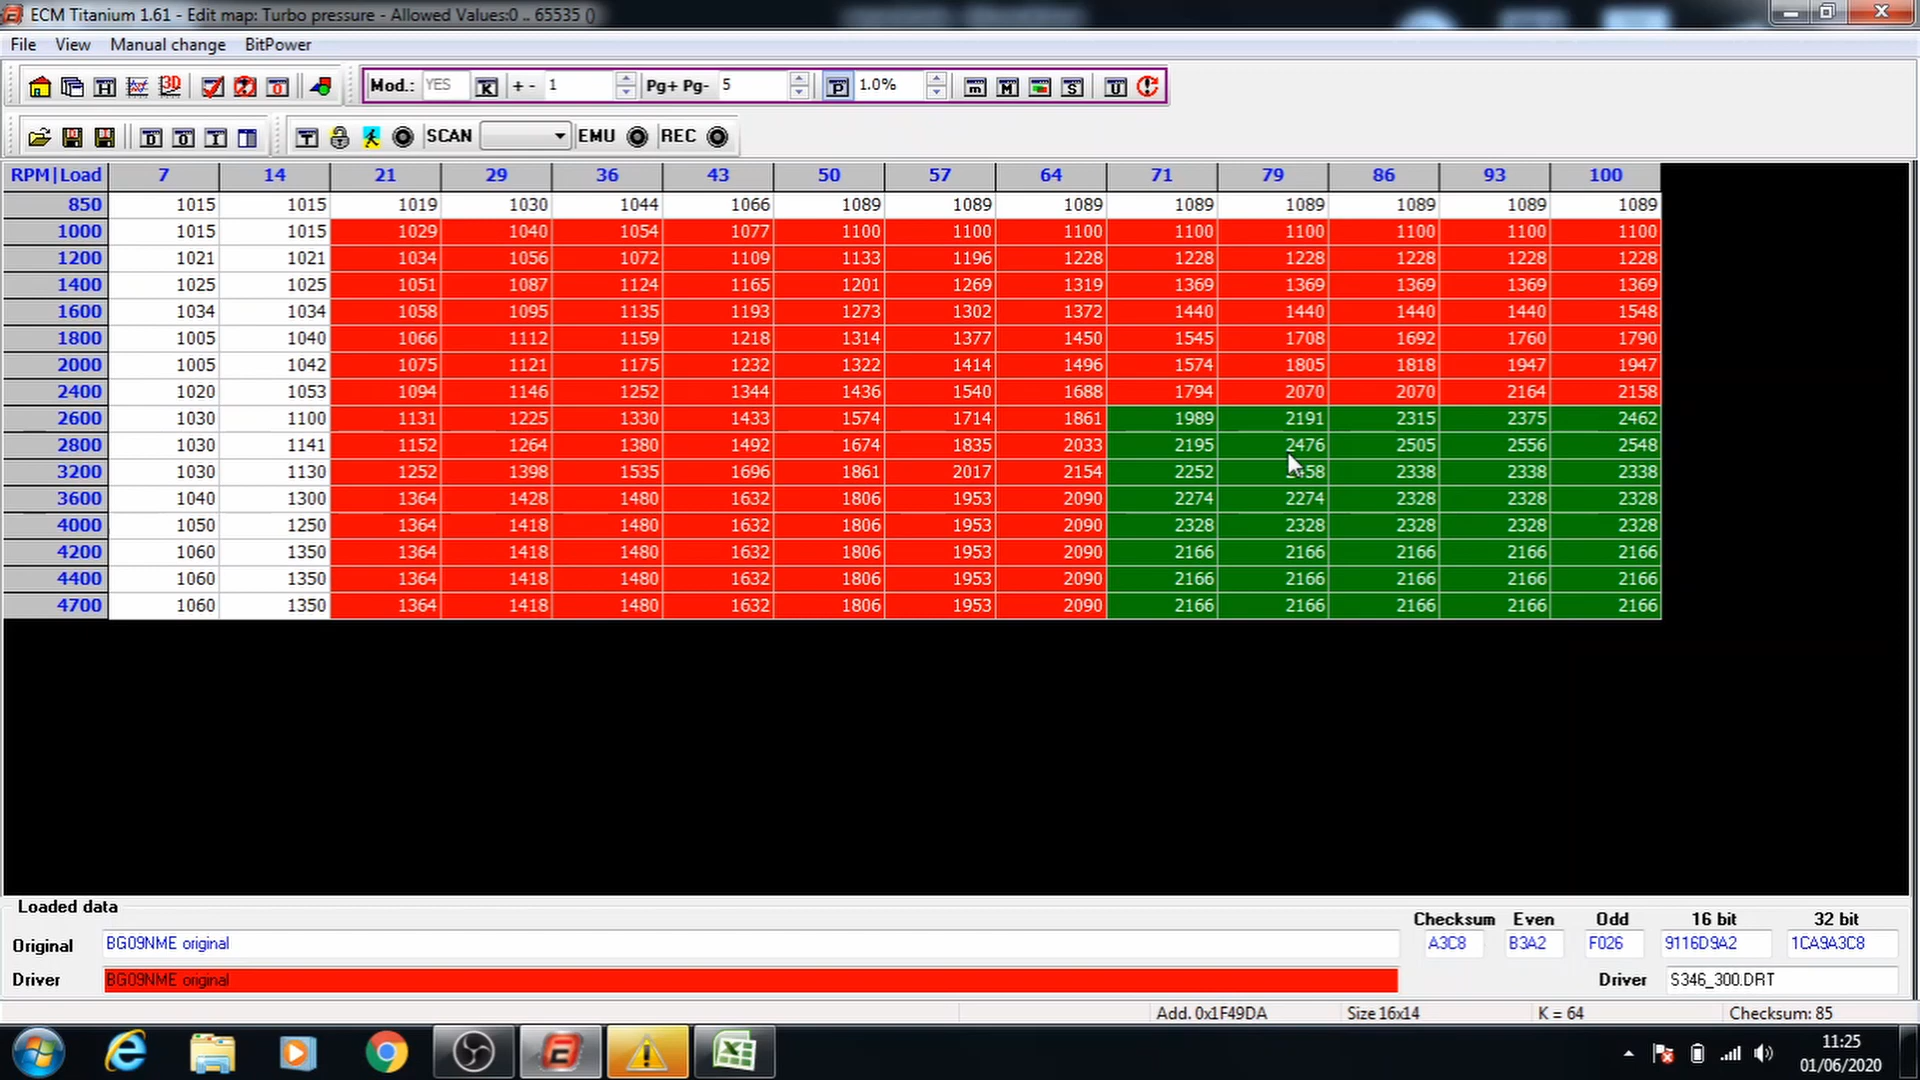 ECM Titanium 1.61 - Edit map: Turbo pressure - Allowed Values:0 .. 65535 ()
File View Manual change BitPower
Mod.: YES K + - 1 Pg+ Pg- 5 P 1.0% m M S U
D O I T SCAN EMU REC
RPM|Load 7 14 21 29 36 43 50 57 64 71 79 86 93 100
850 1015 1015 1019 1030 1044 1066 1089 1089 1089 1089 1089 1089 1089 1089
1000 1015 1015 1029 1040 1054 1077 1100 1100 1100 1100 1100 1100 1100 1100
1200 1021 1021 1034 1056 1072 1109 1133 1196 1228 1228 1228 1228 1228 1228
1400 1025 1025 1051 1087 1124 1165 1201 1269 1319 1369 1369 1369 1369 1369
1600 1034 1034 1058 1095 1135 1193 1273 1302 1372 1440 1440 1440 1440 1548
1800 1005 1040 1066 1112 1159 1218 1314 1377 1450 1545 1708 1692 1760 1790
2000 1005 1042 1075 1121 1175 1232 1322 1414 1496 1574 1805 1818 1947 1947
2400 1020 1053 1094 1146 1252 1344 1436 1540 1688 1794 2070 2070 2164 2158
2600 1030 1100 1131 1225 1330 1433 1574 1714 1861 1989 2191 2315 2375 2462
2800 1030 1141 1152 1264 1380 1492 1674 1835 2033 2195 2476 2505 2556 2548
3200 1030 1130 1252 1398 1535 1696 1861 2017 2154 2252 2338 2338 2338
3600 1040 1300 1364 1428 1480 1632 1806 1953 2090 2274 2274 2328 2328 2328
4000 1050 1250 1364 1418 1480 1632 1806 1953 2090 2328 2328 2328 2328 2328
4200 1060 1350 1364 1418 1480 1632 1806 1953 2090 2166 2166 2166 2166 2166
4400 1060 1350 1364 1418 1480 1632 1806 1953 2090 2166 2166 2166 2166 2166
4700 1060 1350 1364 1418 1480 1632 1806 1953 2090 2166 2166 2166 2166 2166
Loaded data
Checksum Even Odd 16 bit 32 bit
Original BG09NME original A3C8 B3A2 F026 9116D9A2 1CA9A3C8
Driver BG09NME original Driver S346_300.DRT
Add. 0x1F49DA Size 16x14 K = 64 Checksum: 85
11:25
01/06/2020